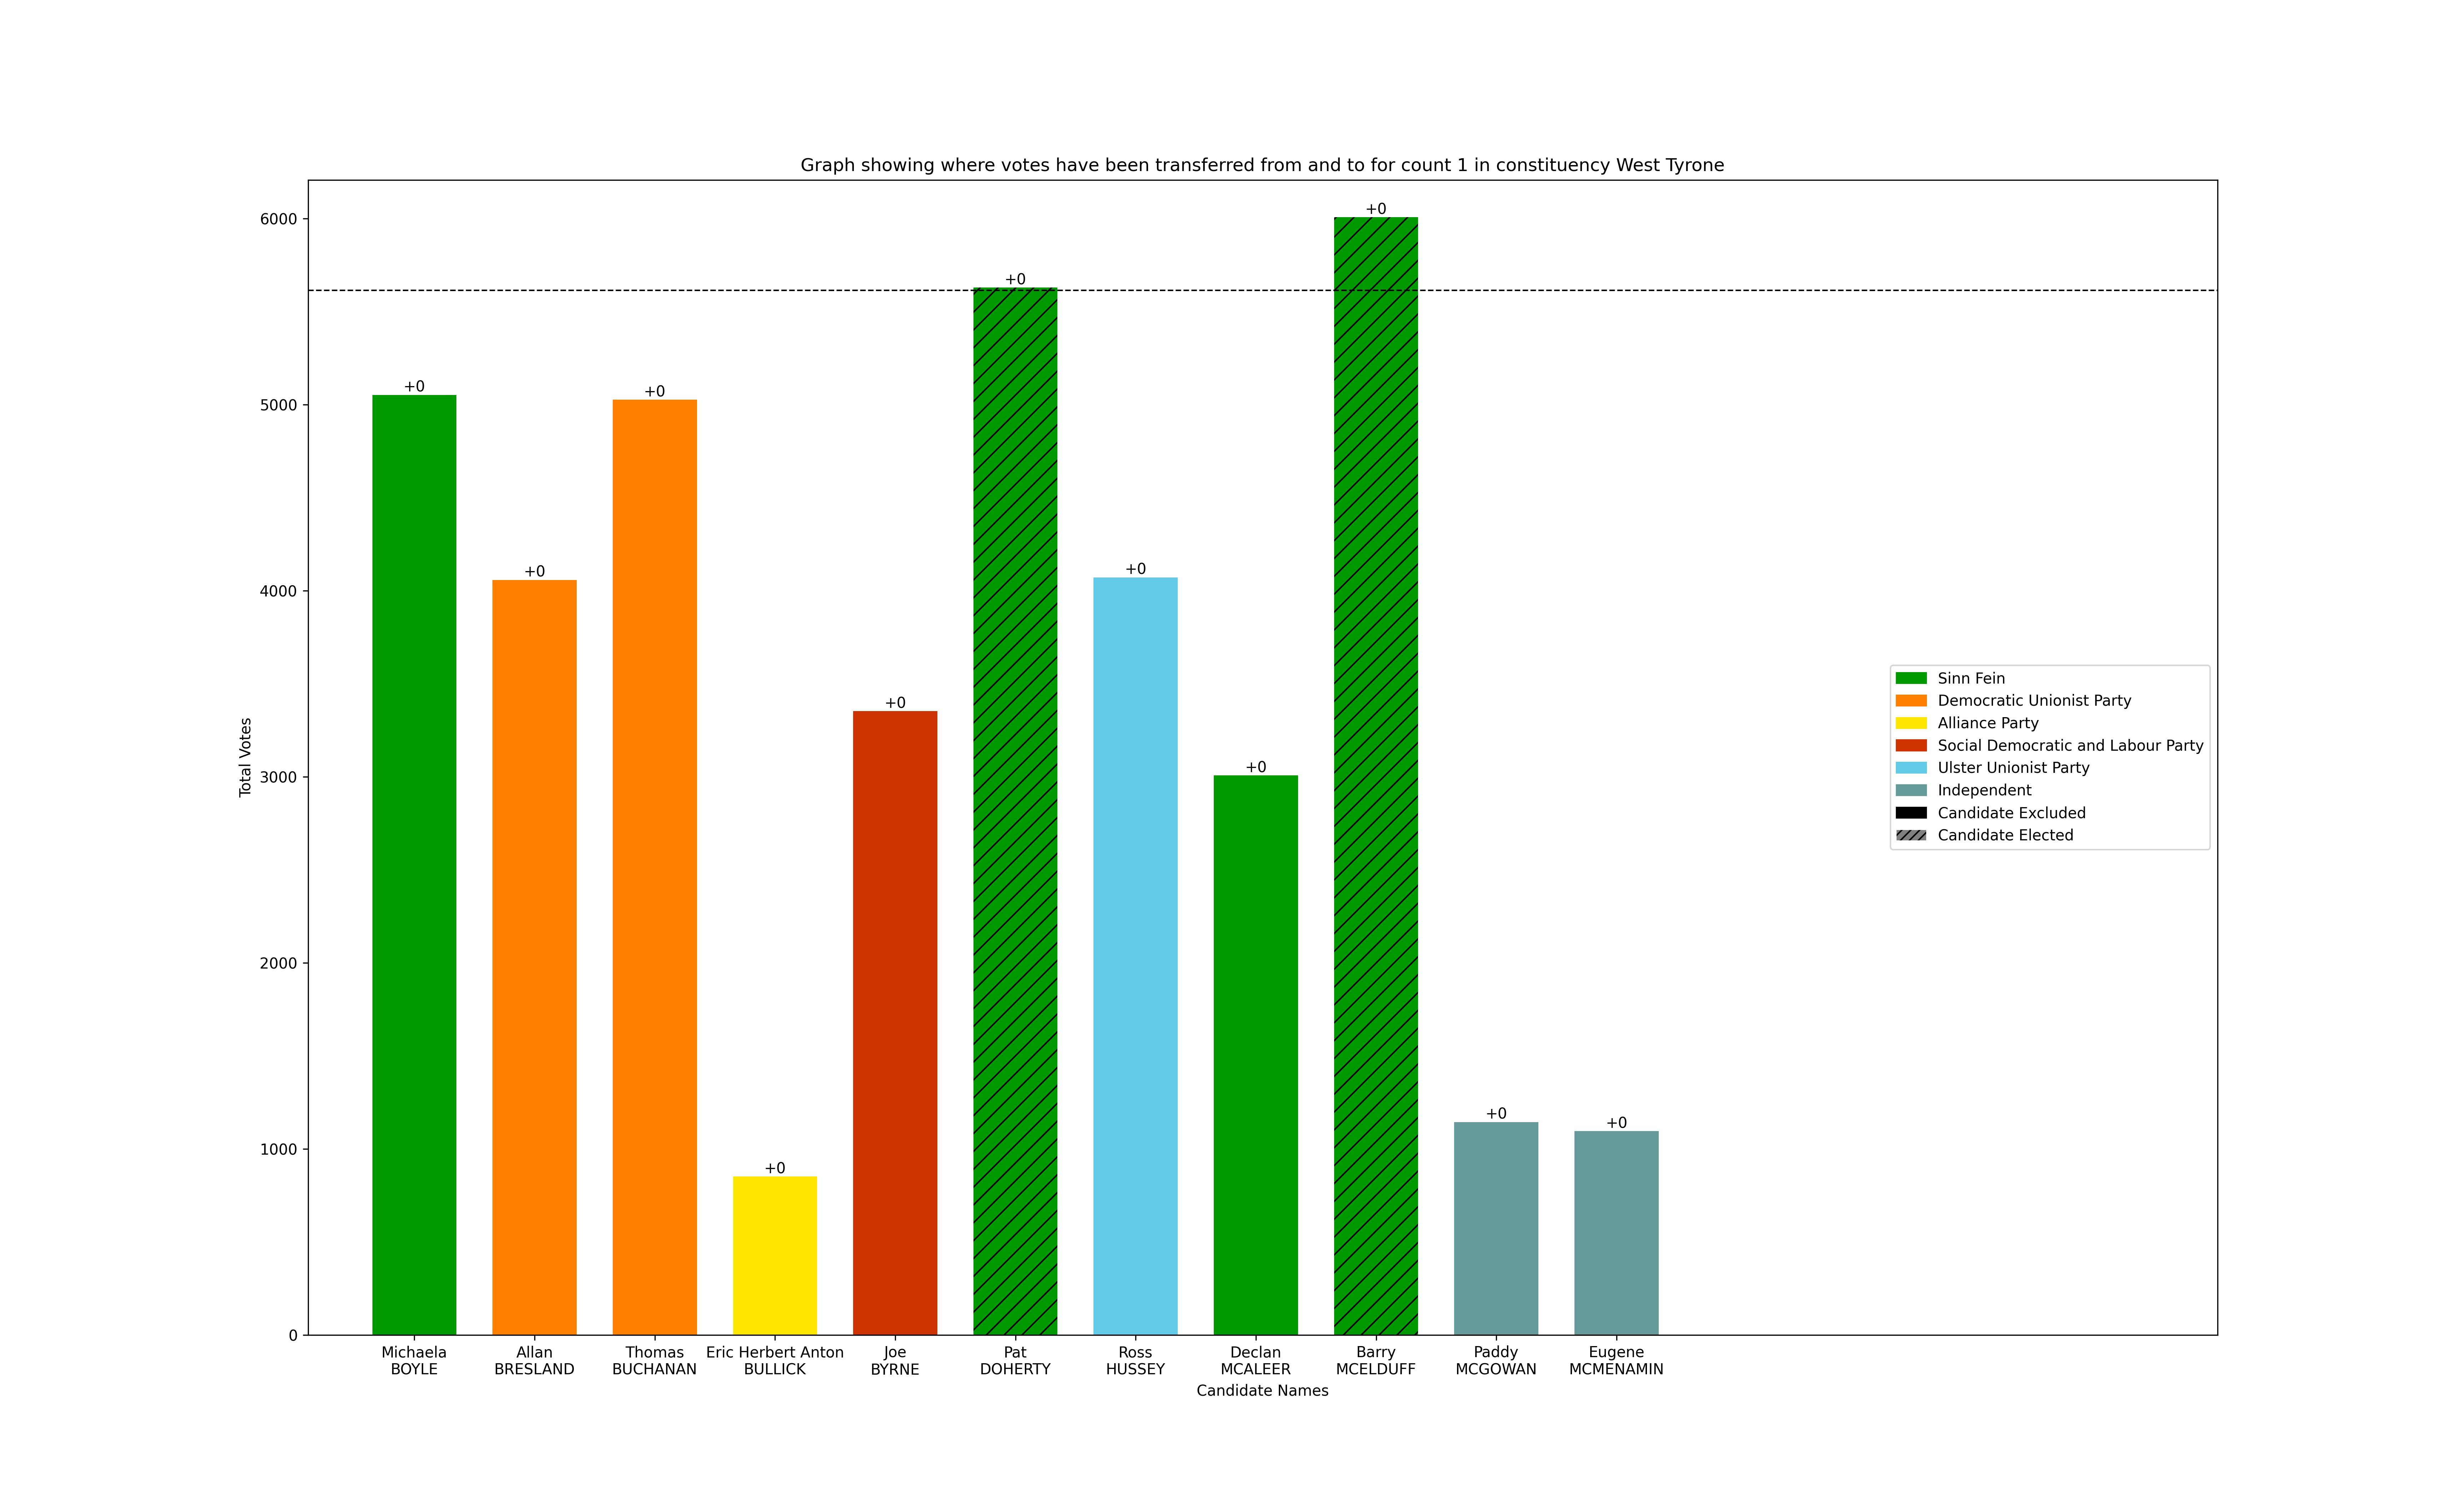 Graph showing where votes have been transferred from and to for count 1 in constituency West Tyrone
Total Votes
6000
5000
4000
3000
2000
1000
0
+0
+0
+0
+0
+0
+0
+0
+0
+0
+0
+0
Sinn Fein
Democratic Unionist Party
Alliance Party
Social Democratic and Labour Party
Ulster Unionist Party
Independent
Candidate Excluded
Candidate Elected
Michaela
BOYLE
Allan
BRESLAND
Thomas
BUCHANAN
Eric Herbert Anton
BULLICK
Joe
BYRNE
Pat
DOHERTY
Ross
HUSSEY
Declan
MCALEER
Barry
MCELDUFF
Paddy
MCGOWAN
Eugene
MCMENAMIN
Candidate Names